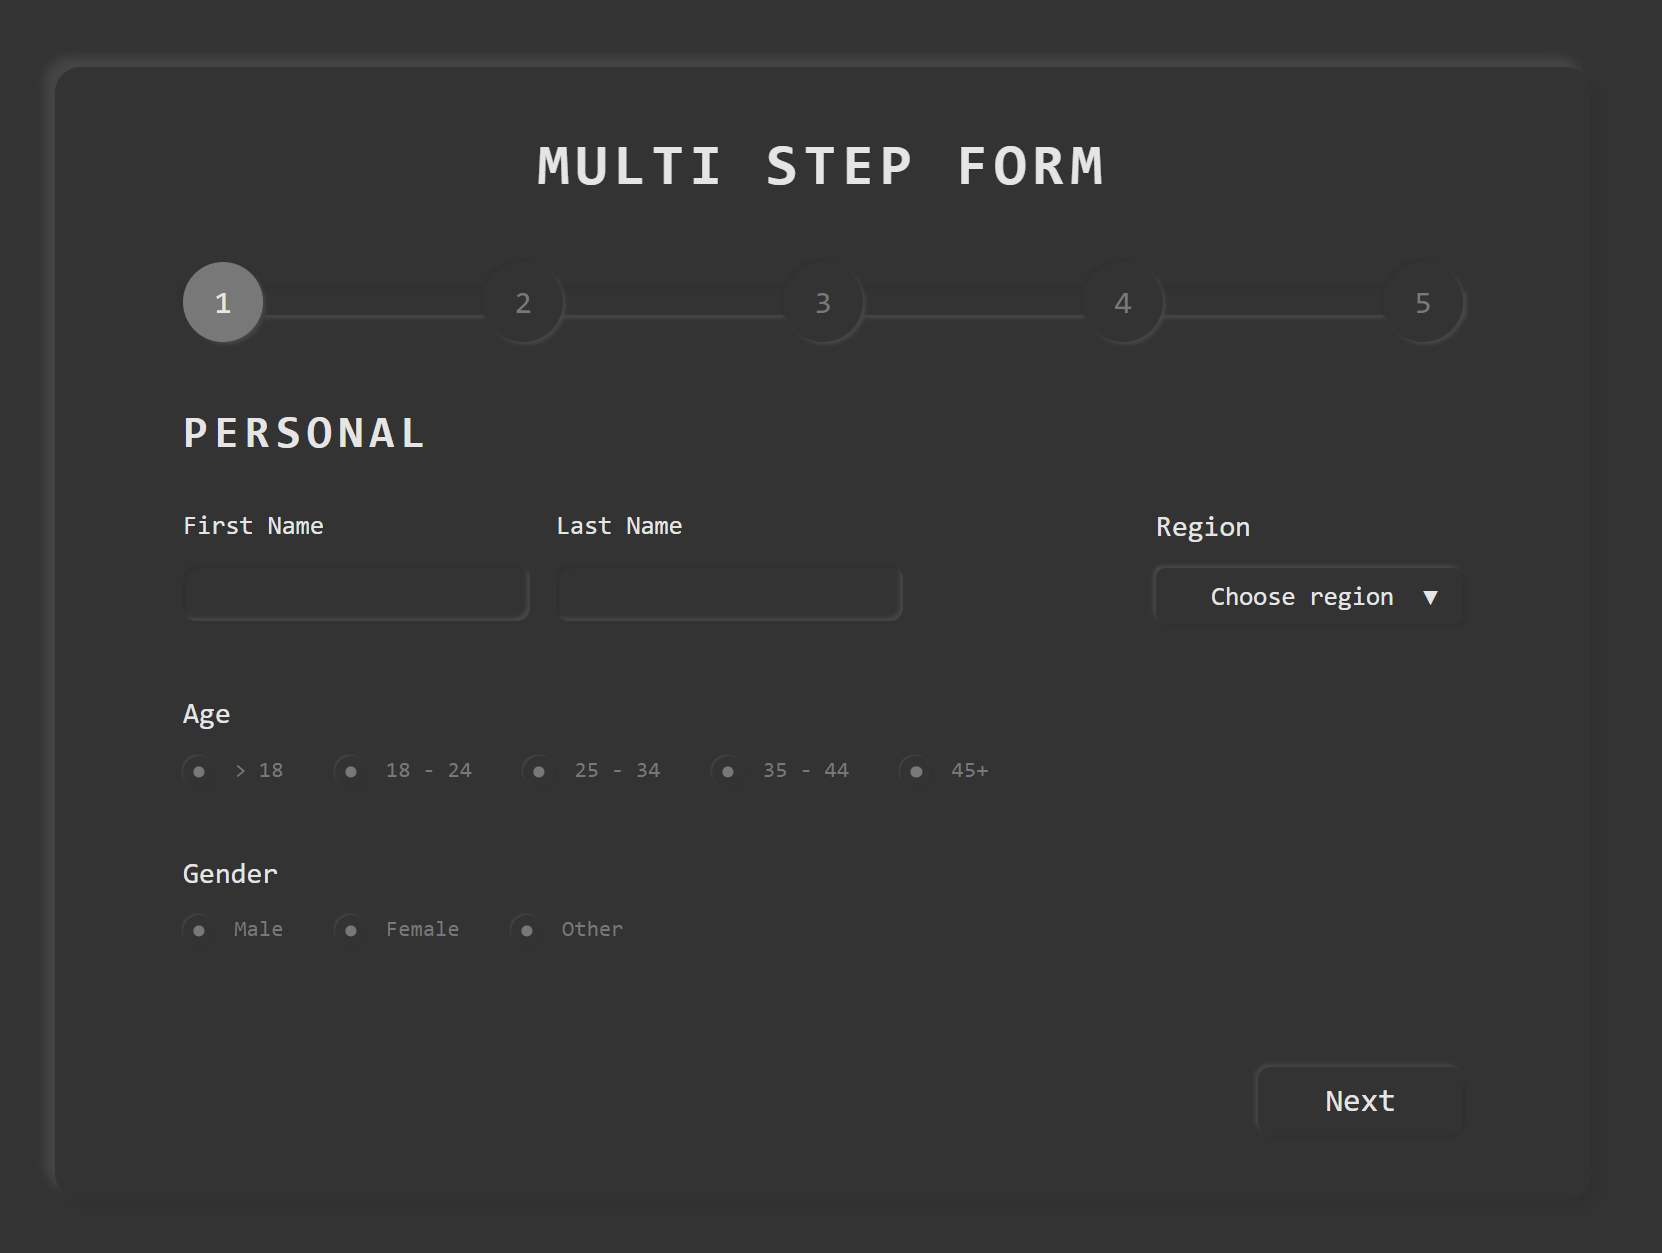 MULTI STEP FORM
1 2 3 4 5
PERSONAL
First Name Last Name Region
Choose region ▼
Age
> 18 18 - 24 25 - 34 35 - 44 45+
Gender
Male Female Other
Next